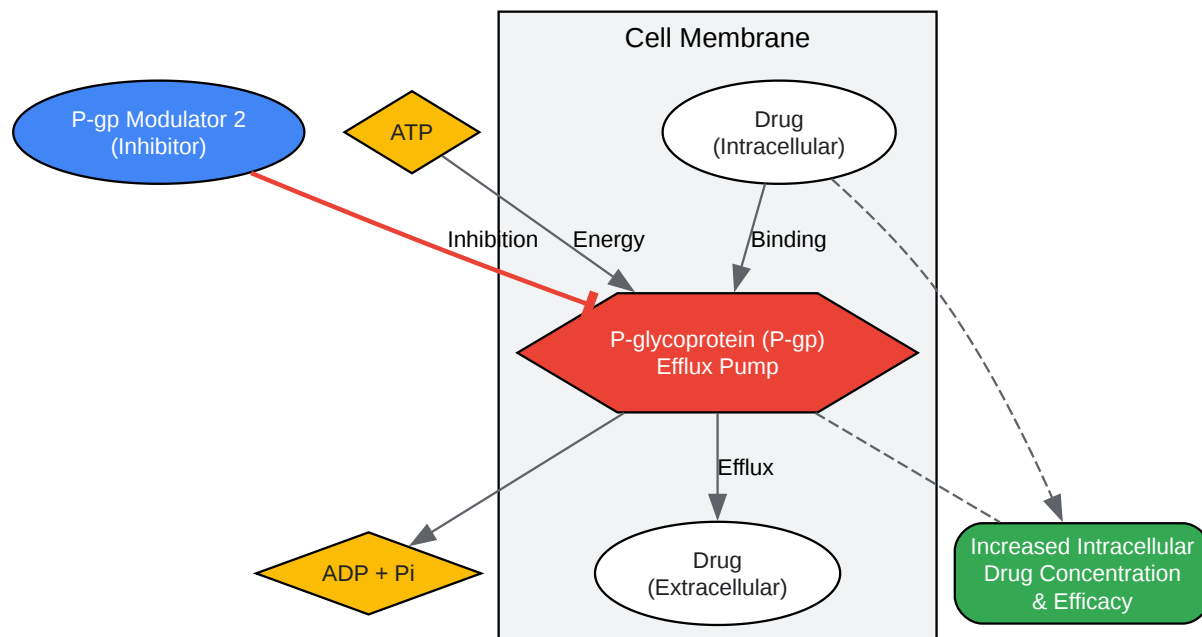 Cell Membrane
P-gp Modulator 2
(Inhibitor)
ATP
Drug
(Intracellular)
Inhibition
Energy
Binding
P-glycoprotein (P-gp)
Efflux Pump
Efflux
ADP + Pi
Drug
(Extracellular)
Increased Intracellular
Drug Concentration
& Efficacy